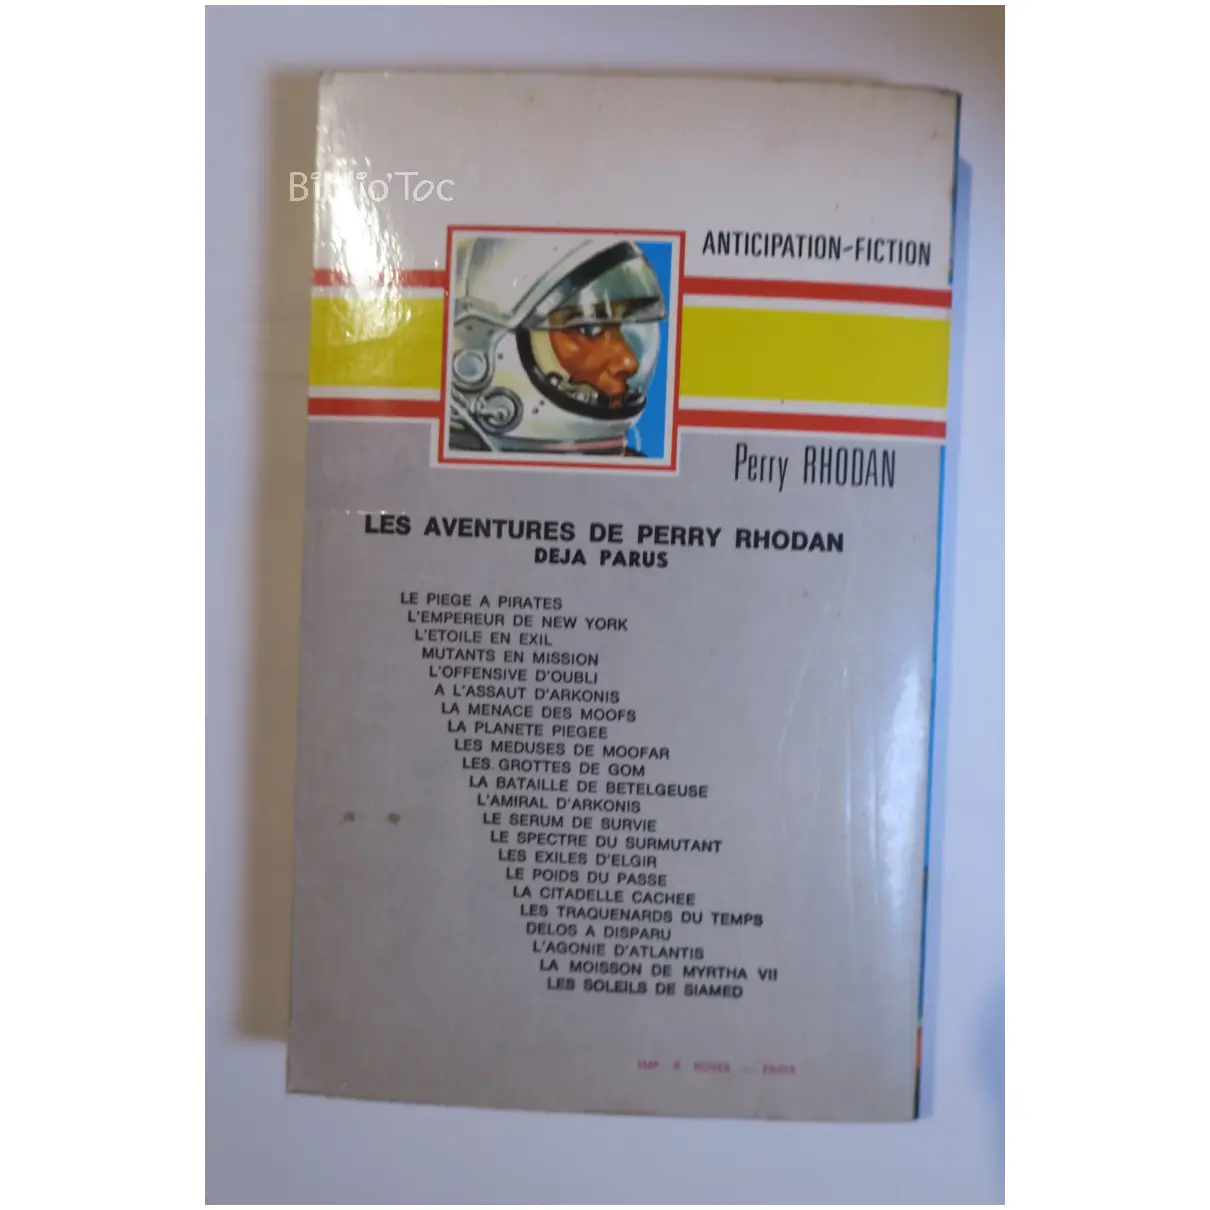 Biblio'Toc
ANTICIPATION-FICTION
Perry RHODAN
LES AVENTURES DE PERRY RHODAN
DEJA PARUS
LE PIEGE A PIRATES
L'EMPEREUR DE NEW YORK
L'ETOILE EN EXIL
MUTANTS EN MISSION
L'OFFENSIVE D'OUBLI
A L'ASSAUT D'ARKONIS
LA MENACE DES MOOFS
LA PLANETE PIEGEE
LES MEDUSES DE MOOFAR
LES GROTTES DE GOM
LA BATAILLE DE BETELGEUSE
L'AMIRAL D'ARKONIS
LE SERUM DE SURVIE
LE SPECTRE DU SURMUTANT
LES EXILES D'ELGIR
LE POIDS DU PASSE
LA CITADELLE CACHEE
LES TRAQUENARDS DU TEMPS
DELOS A DISPARU
L'AGONIE D'ATLANTIS
LA MOISSON DE MYRTHA VII
LES SOLEILS DE SIAMED
IMP - PARIS